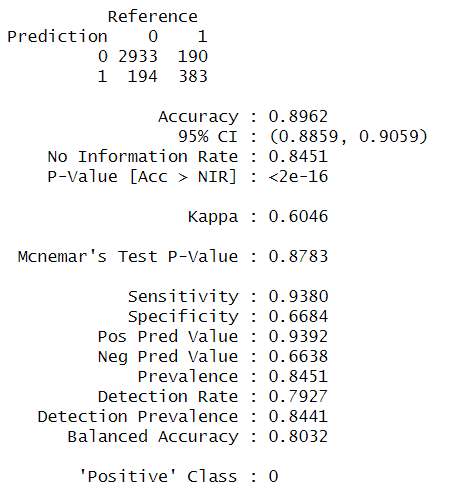 Reference
Prediction 0 1
0 2933 190
1 194 383
Accuracy : 0.8962
95% CI : (0.8859, 0.9059)
No Information Rate : 0.8451
P-Value [Acc > NIR] : <2e-16
Kappa : 0.6046
Mcnemar's Test P-Value : 0.8783
Sensitivity : 0.9380
Specificity : 0.6684
Pos Pred Value : 0.9392
Neg Pred Value : 0.6638
Prevalence : 0.8451
Detection Rate : 0.7927
Detection Prevalence : 0.8441
Balanced Accuracy : 0.8032
'Positive' Class : 0